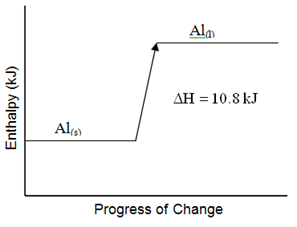 Al(l)
Enthalpy (kJ)
ΔH = 10.8 kJ
Al(s)
Progress of Change